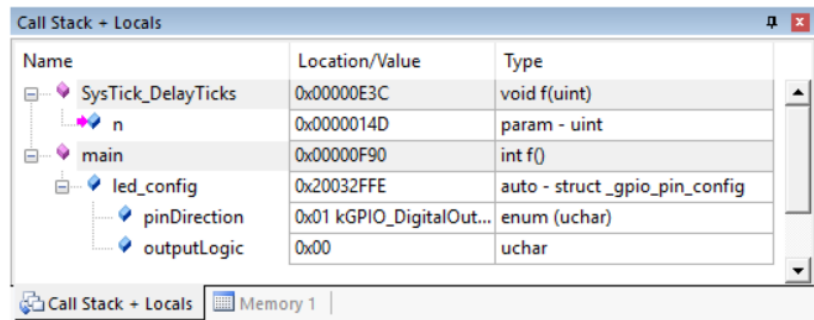 Call Stack + Locals
Name Location/Value Type
SysTick_DelayTicks 0x00000E3C void f(uint)
n 0x0000014D param - uint
main 0x00000F90 int f()
led_config 0x20032FFE auto - struct _gpio_pin_config
pinDirection 0x01 kGPIO_DigitalOut... enum (uchar)
outputLogic 0x00 uchar
Call Stack + Locals Memory 1